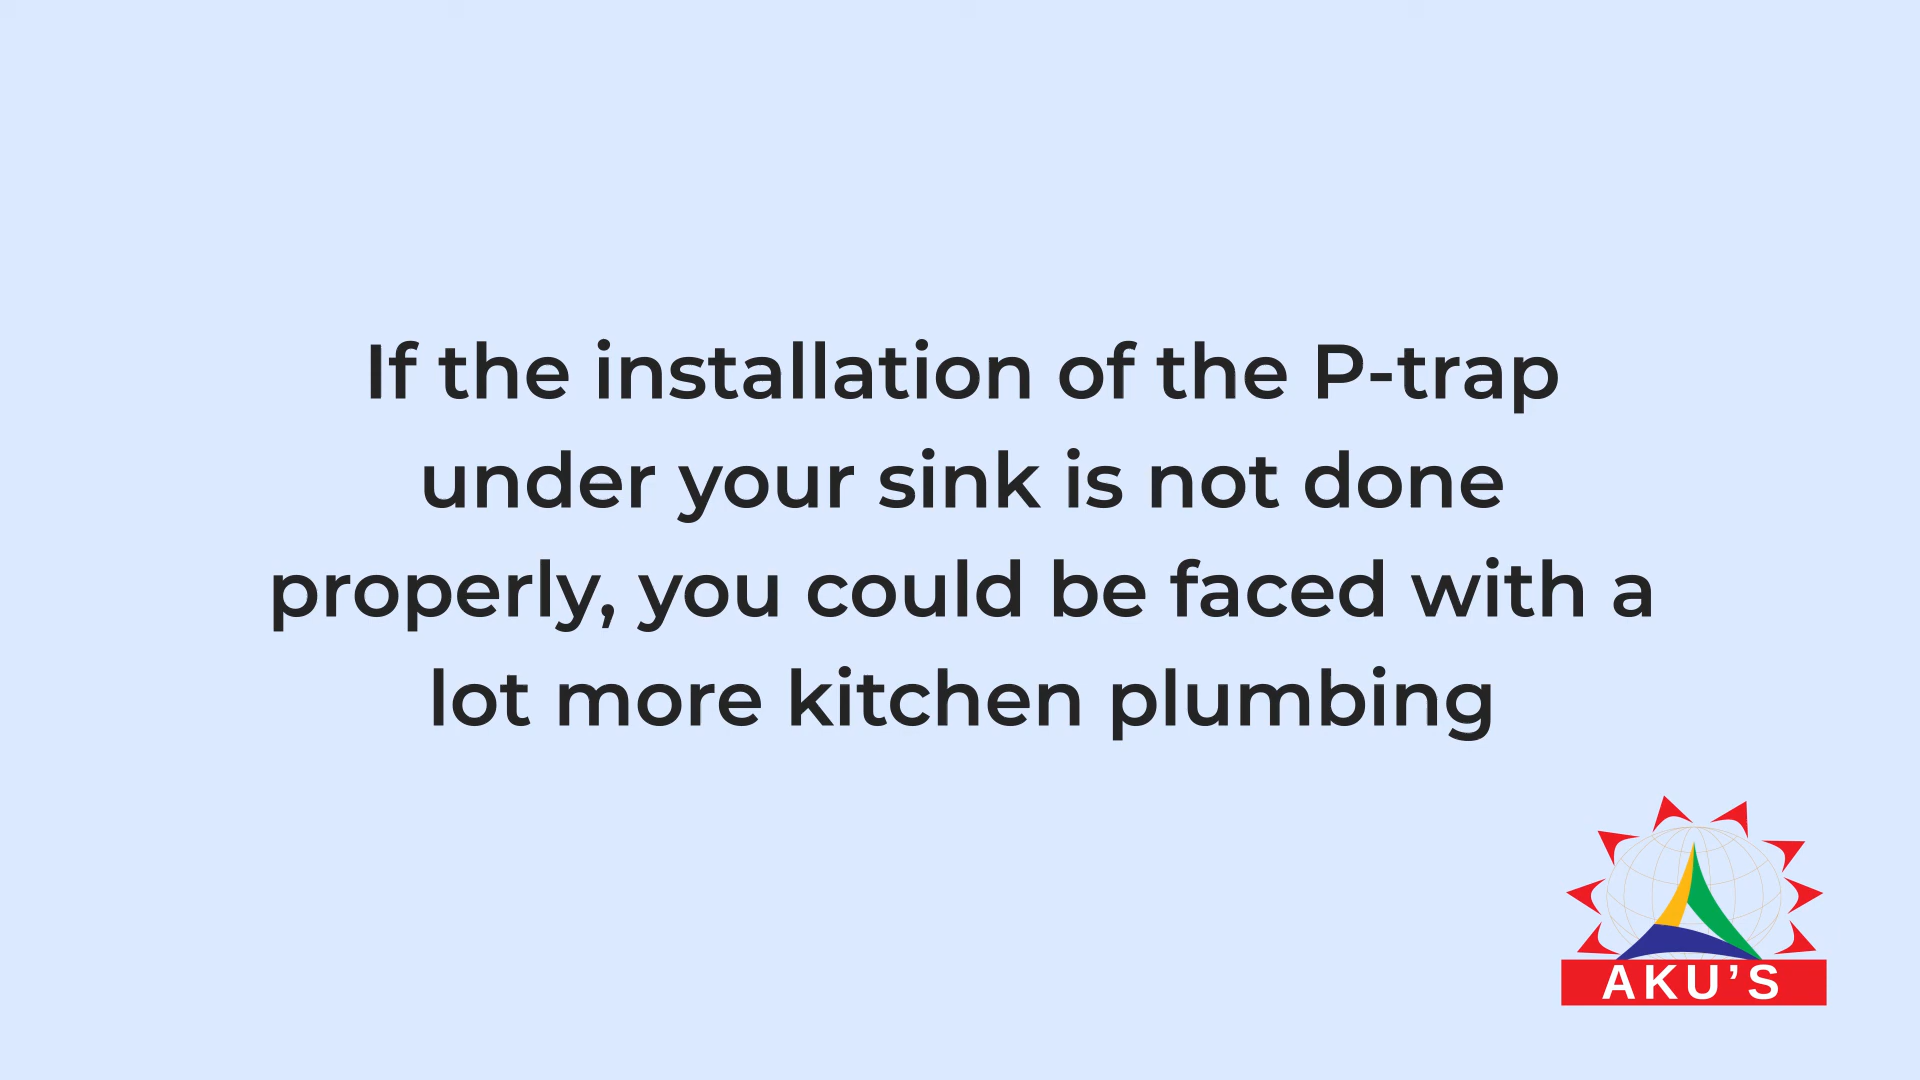 If the installation of the P-trap
under your sink is not done
properly, you could be faced with a
lot more kitchen plumbing
AKU’S